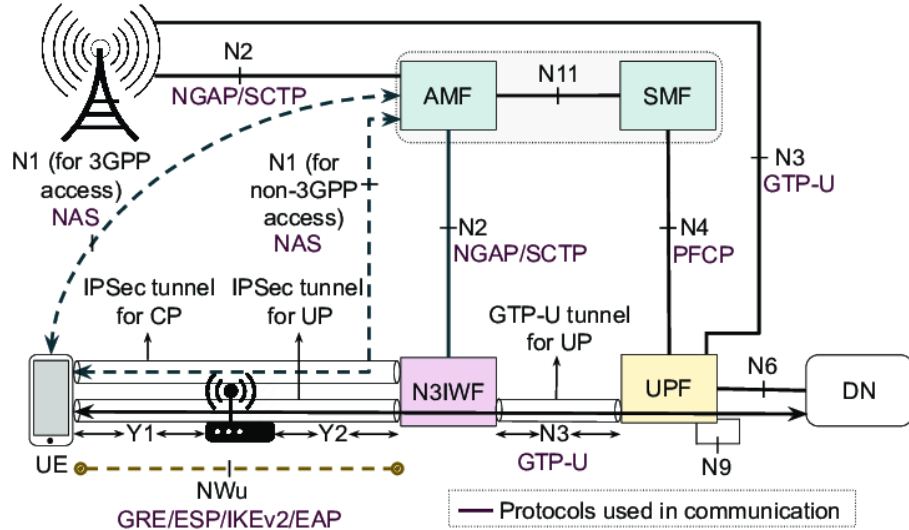 N2
NGAP/SCTP
AMF
N11
SMF
N1 (for 3GPP
access)
NAS
N1 (for
non-3GPP
access)
NAS
N2
NGAP/SCTP
N4
PFCP
N3
GTP-U
IPSec tunnel
for CP
IPSec tunnel
for UP
GTP-U tunnel
for UP
N3IWF
UPF
N6
DN
UE
Y1
Y2
N3
GTP-U
N9
NWu
GRE/ESP/IKEv2/EAP
Protocols used in communication